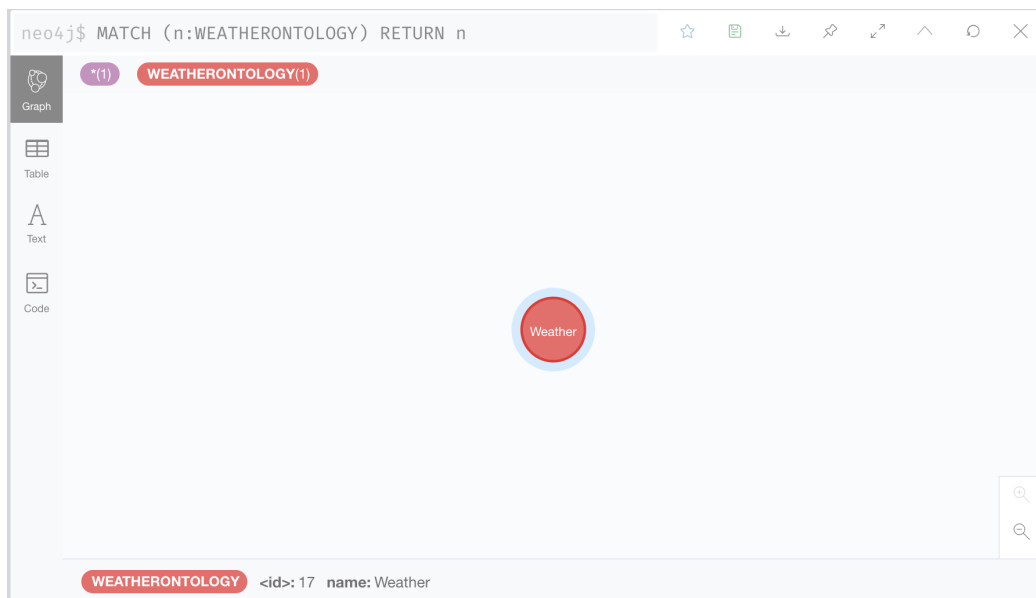 neo4j$ MATCH (n:WEATHERONTOLOGY) RETURN n
*(1) WEATHERONTOLOGY(1)
Graph
Table
A
Text
Code
Weather
WEATHERONTOLOGY <id>: 17 name: Weather